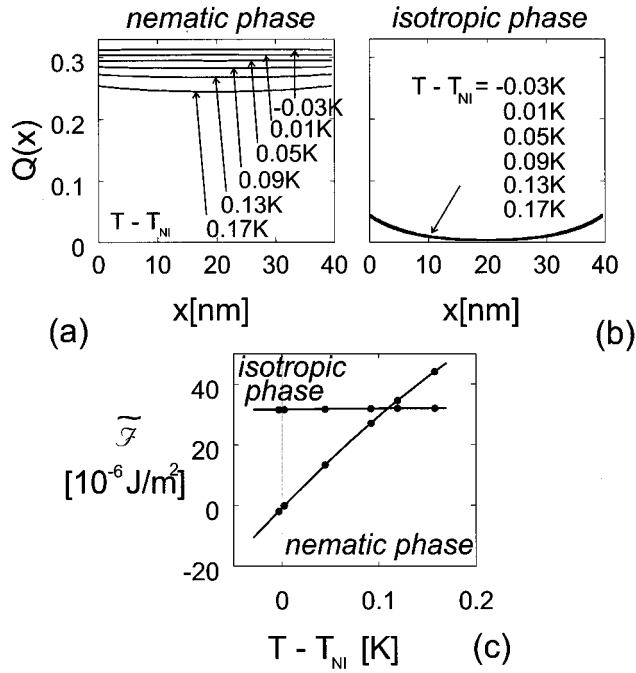 nematic phase
isotropic phase
0.3
0.2
0.1
0
Q(x)
-0.03K
0.01K
0.05K
0.09K
0.13K
0.17K
T - T_NI
0 10 20 30 40
x[nm]
(a)
T - T_NI = -0.03K
0.01K
0.05K
0.09K
0.13K
0.17K
0 10 20 30 40
x[nm]
(b)
isotropic
phase
40
20
0
-20
ℱ̃
[10⁻⁶ J/m²]
nematic phase
0 0.1 0.2
T - T_NI [K]
(c)